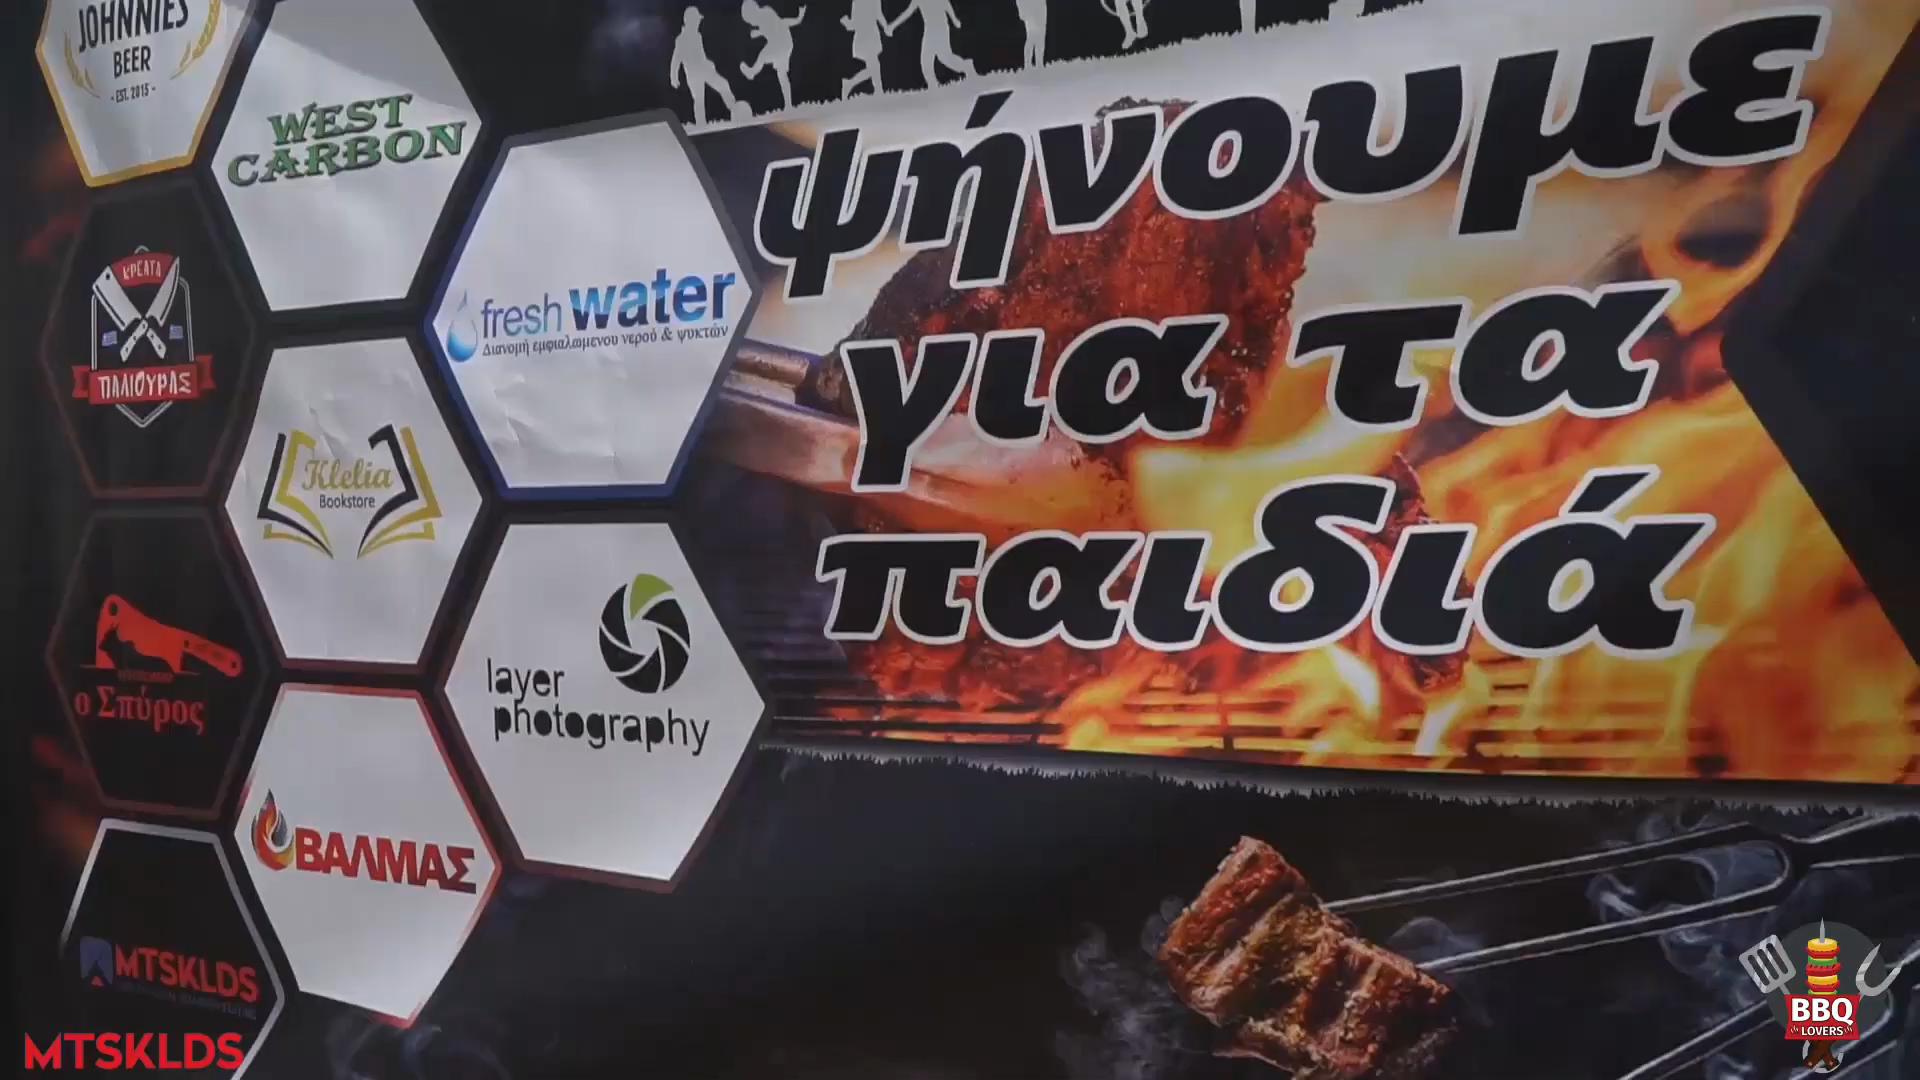 JOHNNIES
BEER
- EST. 2015 -
WEST
CARBON
fresh water
Διανομή εμφιαλωμενου νερού & ψυκτών
ΚΡΕΑΤΑ
ΠΑΛΙΟΥΡΑΣ
Klelia
Bookstore
layer
photography
ο Σπύρος
ΒΑΛΜΑΣ
MTSKLDS
ψήνουμε
για τα
παιδιά
MTSKLDS
BBQ
LOVERS